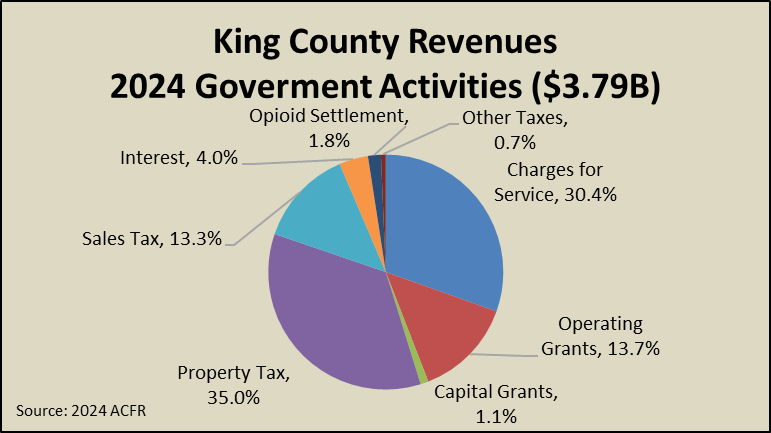 King County Revenues
2024 Goverment Activities ($3.79B)
Opioid Settlement,
1.8%
Other Taxes,
0.7%
Interest, 4.0%
Charges for
Service, 30.4%
Sales Tax, 13.3%
Operating
Grants, 13.7%
Property Tax,
35.0%
Capital Grants,
1.1%
Source: 2024 ACFR